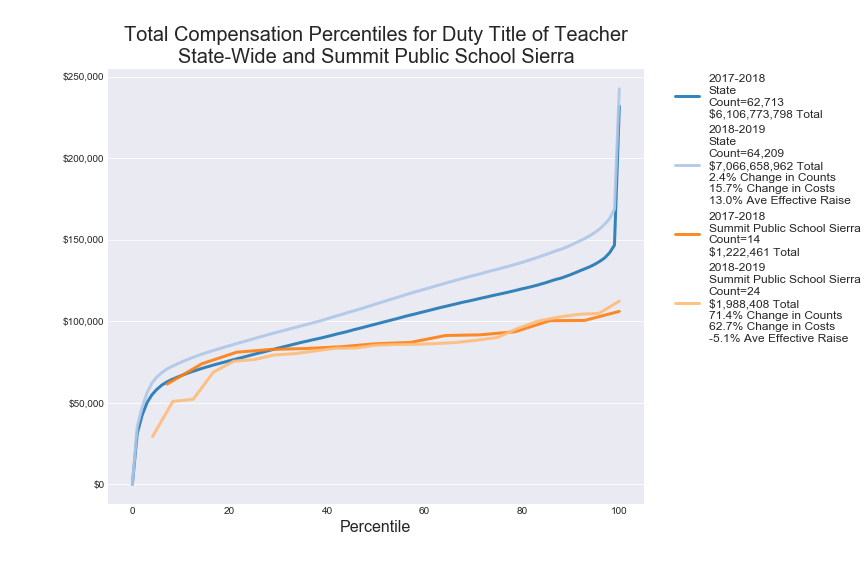 Total Compensation Percentiles for Duty Title of Teacher
State-Wide and Summit Public School Sierra
$250,000
$200,000
$150,000
$100,000
$50,000
$0
0
20
40
60
80
100
Percentile
2017-2018
State
Count=62,713
$6,106,773,798 Total
2018-2019
State
Count=64,209
$7,066,658,962 Total
2.4% Change in Counts
15.7% Change in Costs
13.0% Ave Effective Raise
2017-2018
Summit Public School Sierra
Count=14
$1,222,461 Total
2018-2019
Summit Public School Sierra
Count=24
$1,988,408 Total
71.4% Change in Counts
62.7% Change in Costs
-5.1% Ave Effective Raise